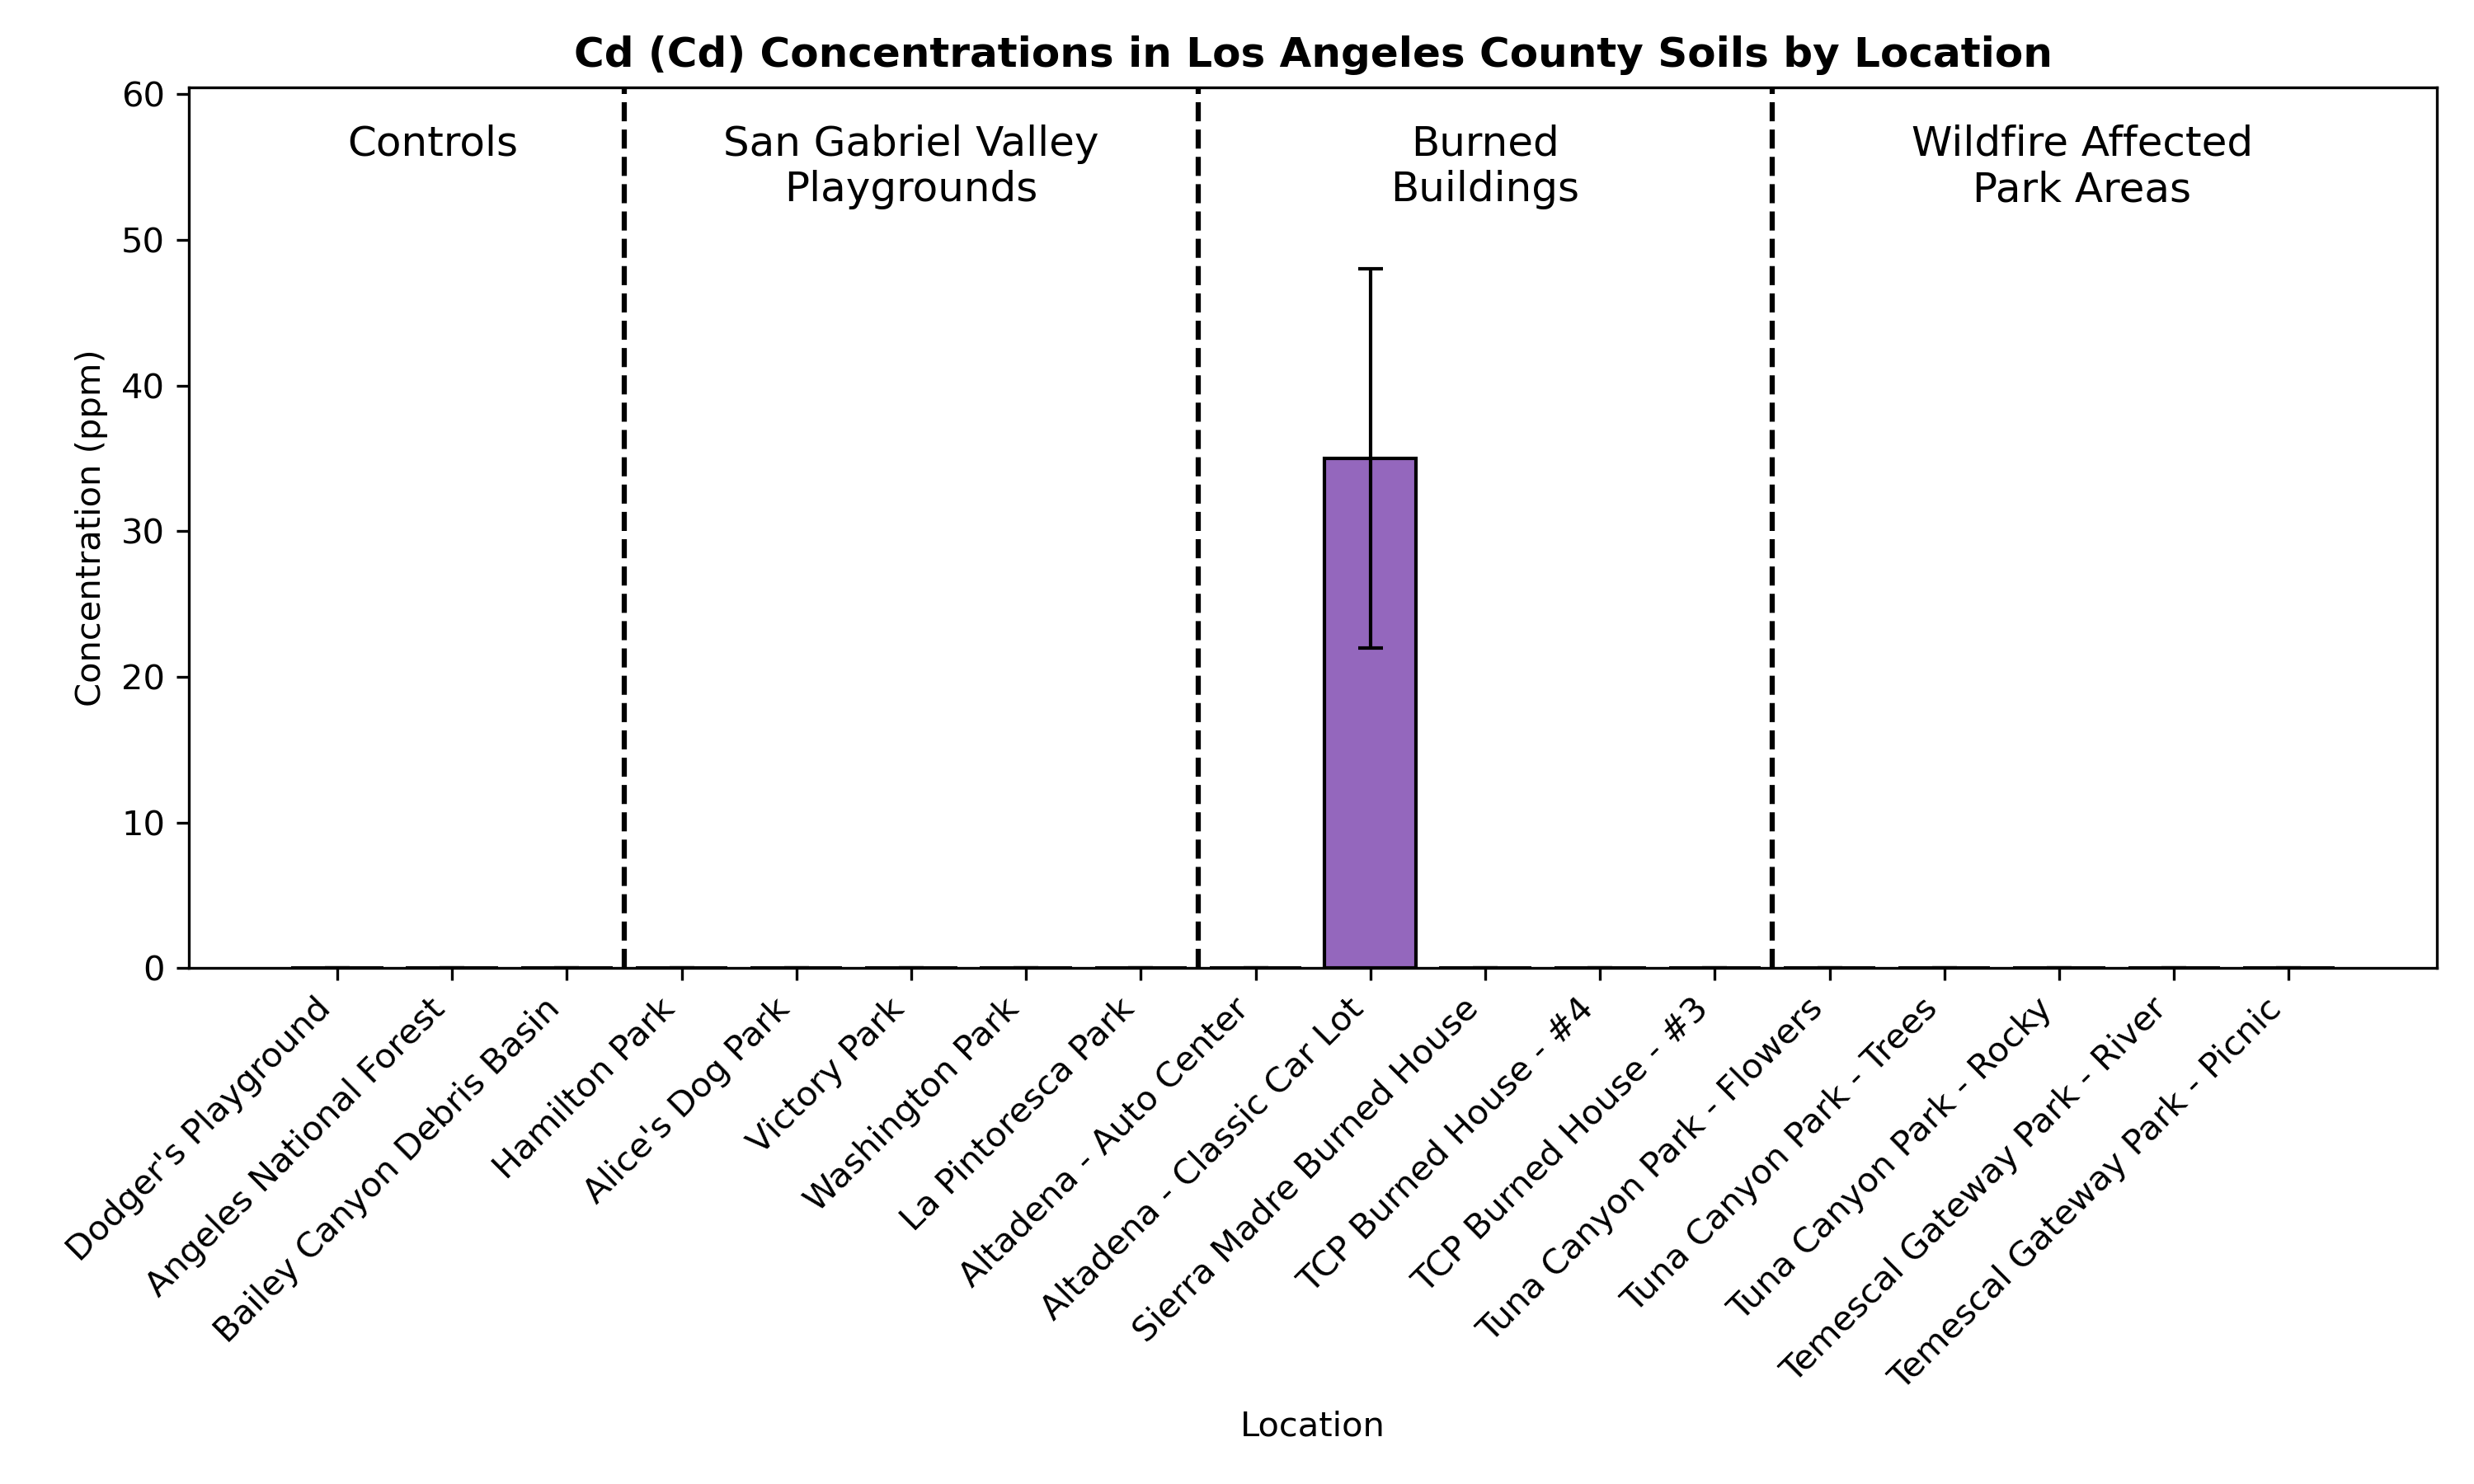 Cd (Cd) Concentrations in Los Angeles County Soils by Location
Controls
San Gabriel Valley
Playgrounds
Burned
Buildings
Wildfire Affected
Park Areas
Concentration (ppm)
60
50
40
30
20
10
0
Dodger's Playground
Angeles National Forest
Bailey Canyon Debris Basin
Hamilton Park
Alice's Dog Park
Victory Park
Washington Park
La Pintoresca Park
Altadena - Auto Center
Altadena - Classic Car Lot
Sierra Madre Burned House
TCP Burned House - #4
TCP Burned House - #3
Tuna Canyon Park - Flowers
Tuna Canyon Park - Trees
Tuna Canyon Park - Rocky
Temescal Gateway Park - River
Temescal Gateway Park - Picnic
Location